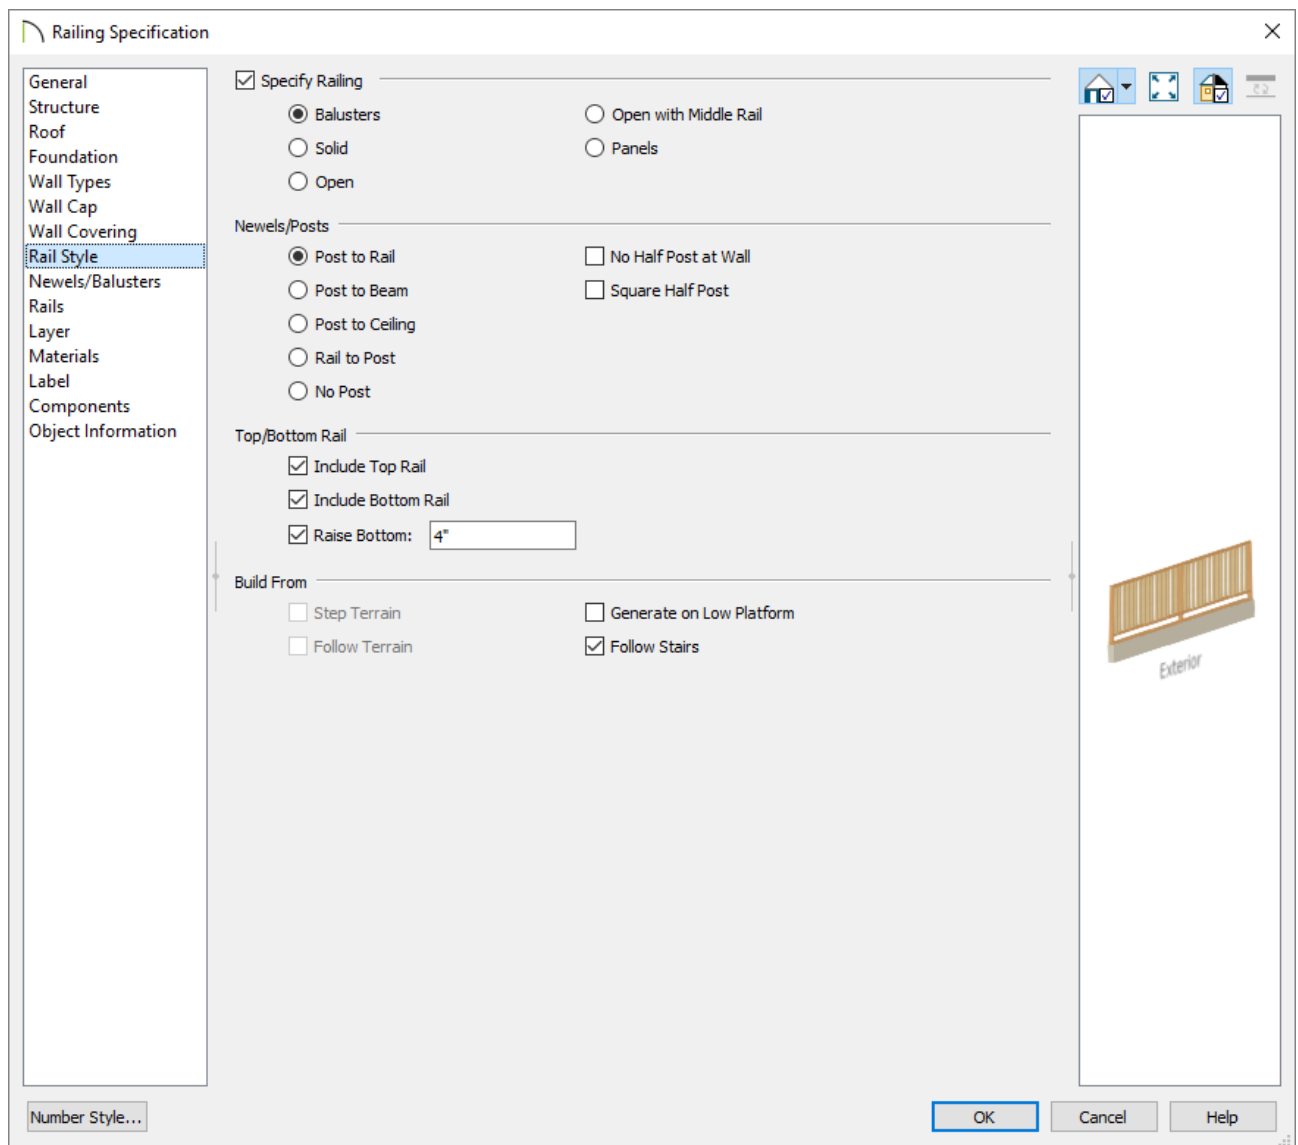 Railing Specification
General
Structure
Roof
Foundation
Wall Types
Wall Cap
Wall Covering
Rail Style
Newels/Balusters
Rails
Layer
Materials
Label
Components
Object Information
Specify Railing
Balusters
Open with Middle Rail
Solid
Panels
Open
Newels/Posts
Post to Rail
No Half Post at Wall
Post to Beam
Square Half Post
Post to Ceiling
Rail to Post
No Post
Top/Bottom Rail
Include Top Rail
Include Bottom Rail
Raise Bottom: 4"
Build From
Step Terrain
Generate on Low Platform
Follow Terrain
Follow Stairs
Exterior
Number Style...
OK
Cancel
Help